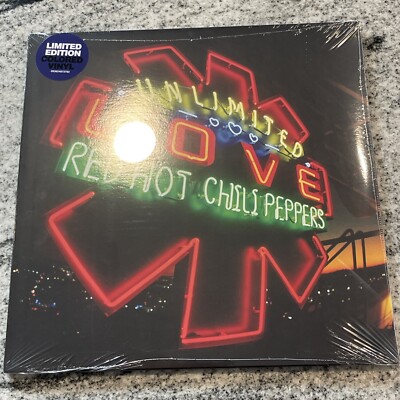 LIMITED
EDITION
COLORED
VINYL
UNLIMITED
LOVE
RED HOT CHILI PEPPERS